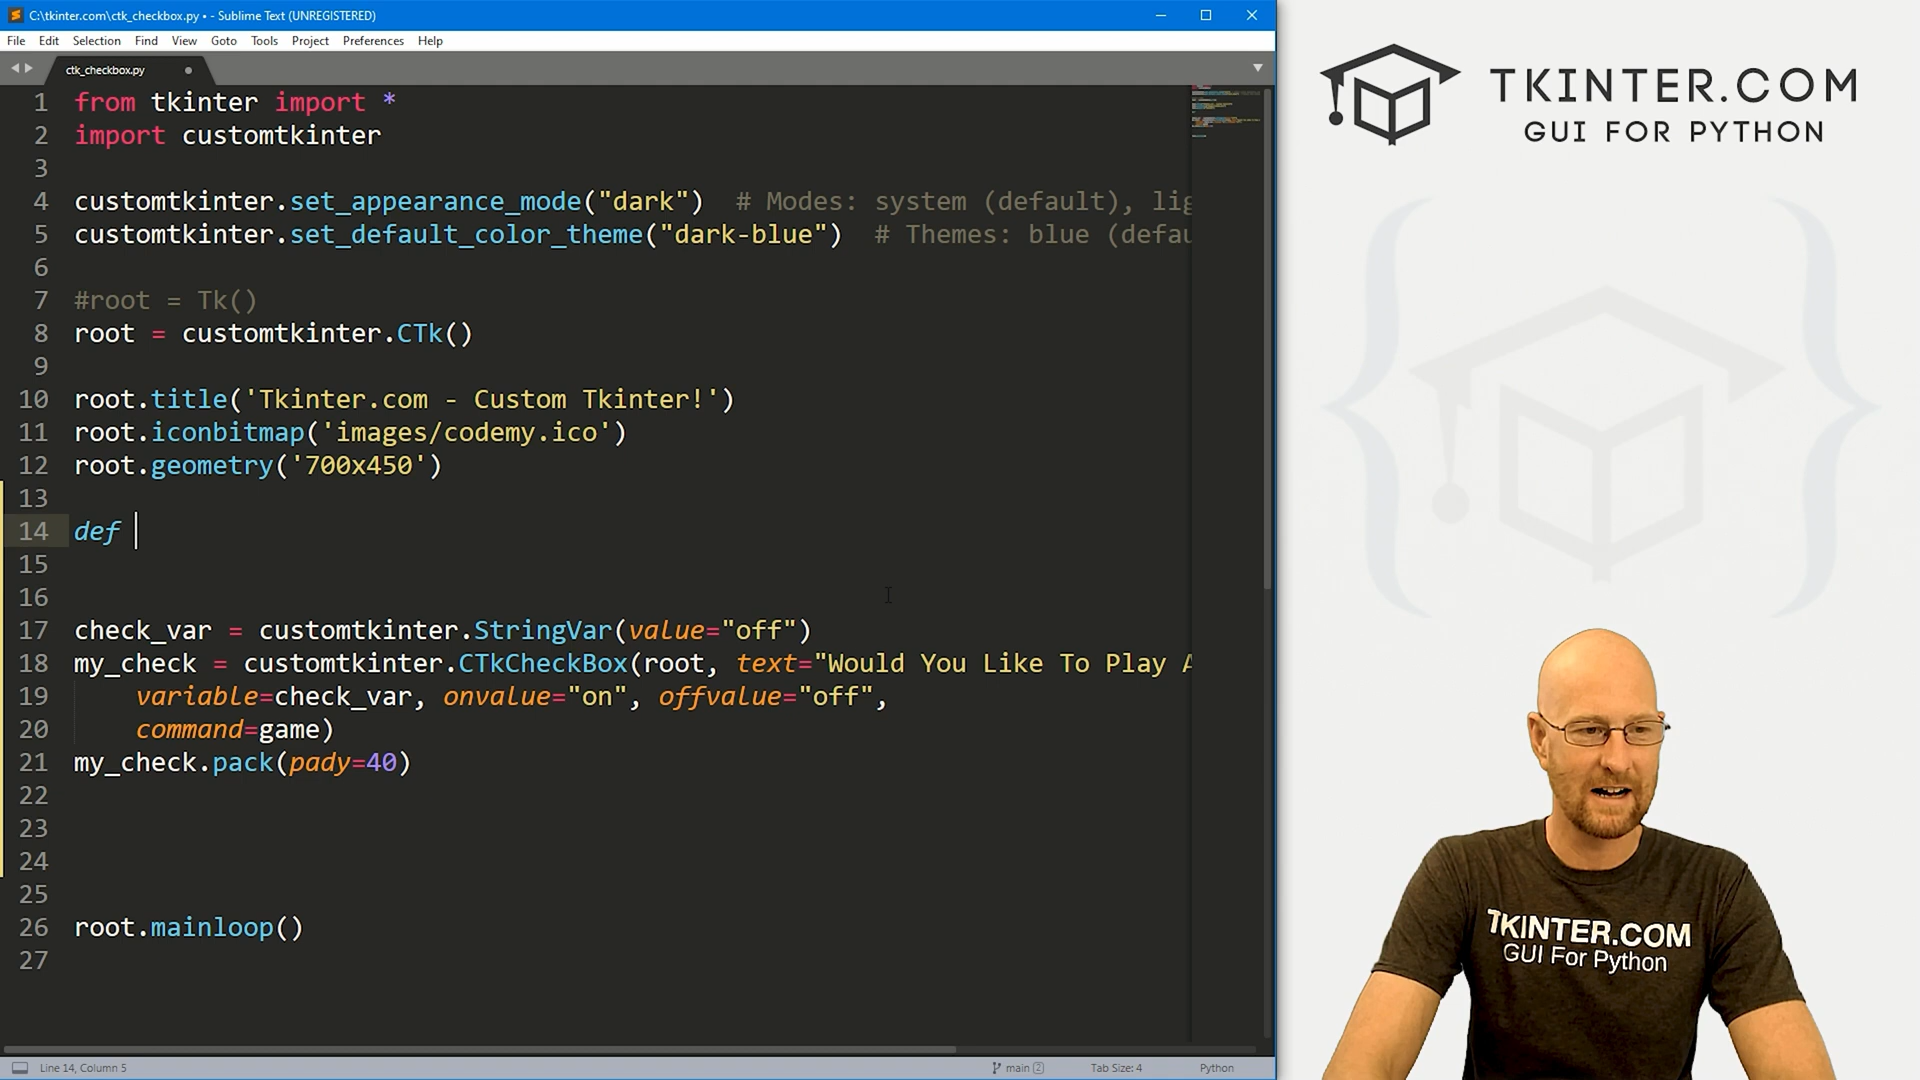 C:\tkinter.com\ctk_checkbox.py • - Sublime Text (UNREGISTERED)
File Edit Selection Find View Goto Tools Project Preferences Help
ctk_checkbox.py
1 from tkinter import *
2 import customtkinter
3
4 customtkinter.set_appearance_mode("dark")  # Modes: system (default), lig
5 customtkinter.set_default_color_theme("dark-blue")  # Themes: blue (defau
6
7 #root = Tk()
8 root = customtkinter.CTk()
9
10 root.title('Tkinter.com - Custom Tkinter!')
11 root.iconbitmap('images/codemy.ico')
12 root.geometry('700x450')
13
14 def
15
16
17 check_var = customtkinter.StringVar(value="off")
18 my_check = customtkinter.CTkCheckBox(root, text="Would You Like To Play A
19     variable=check_var, onvalue="on", offvalue="off",
20     command=game)
21 my_check.pack(pady=40)
22
23
24
25
26 root.mainloop()
27
Line 14, Column 5 main 2 Tab Size: 4 Python
TKINTER.COM
GUI FOR PYTHON
TKINTER.COM
GUI For Python